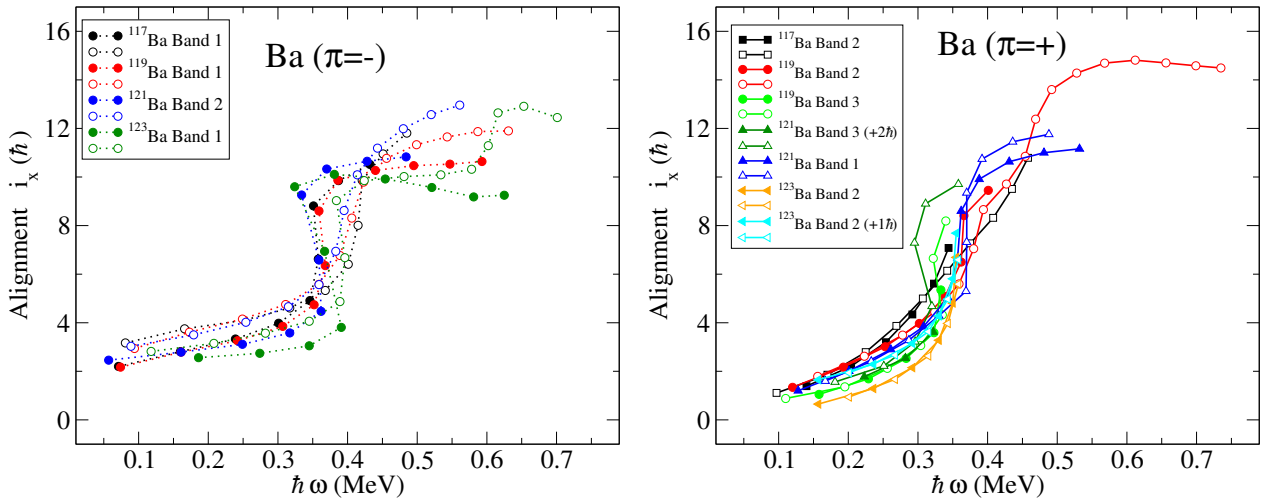 Ba (π=-)
¹¹⁷Ba Band 1
¹¹⁹Ba Band 1
¹²¹Ba Band 2
¹²³Ba Band 1
16
12
8
4
0
Alignment i_x (ħ)
0.1 0.2 0.3 0.4 0.5 0.6 0.7
ħ ω (MeV)
Ba (π=+)
¹¹⁷Ba Band 2
¹¹⁹Ba Band 2
¹¹⁹Ba Band 3
¹²¹Ba Band 3 (+2ħ)
¹²¹Ba Band 1
¹²³Ba Band 2
¹²³Ba Band 2 (+1ħ)
16
12
8
4
0
Alignment i_x (ħ)
0.1 0.2 0.3 0.4 0.5 0.6 0.7
ħ ω (MeV)